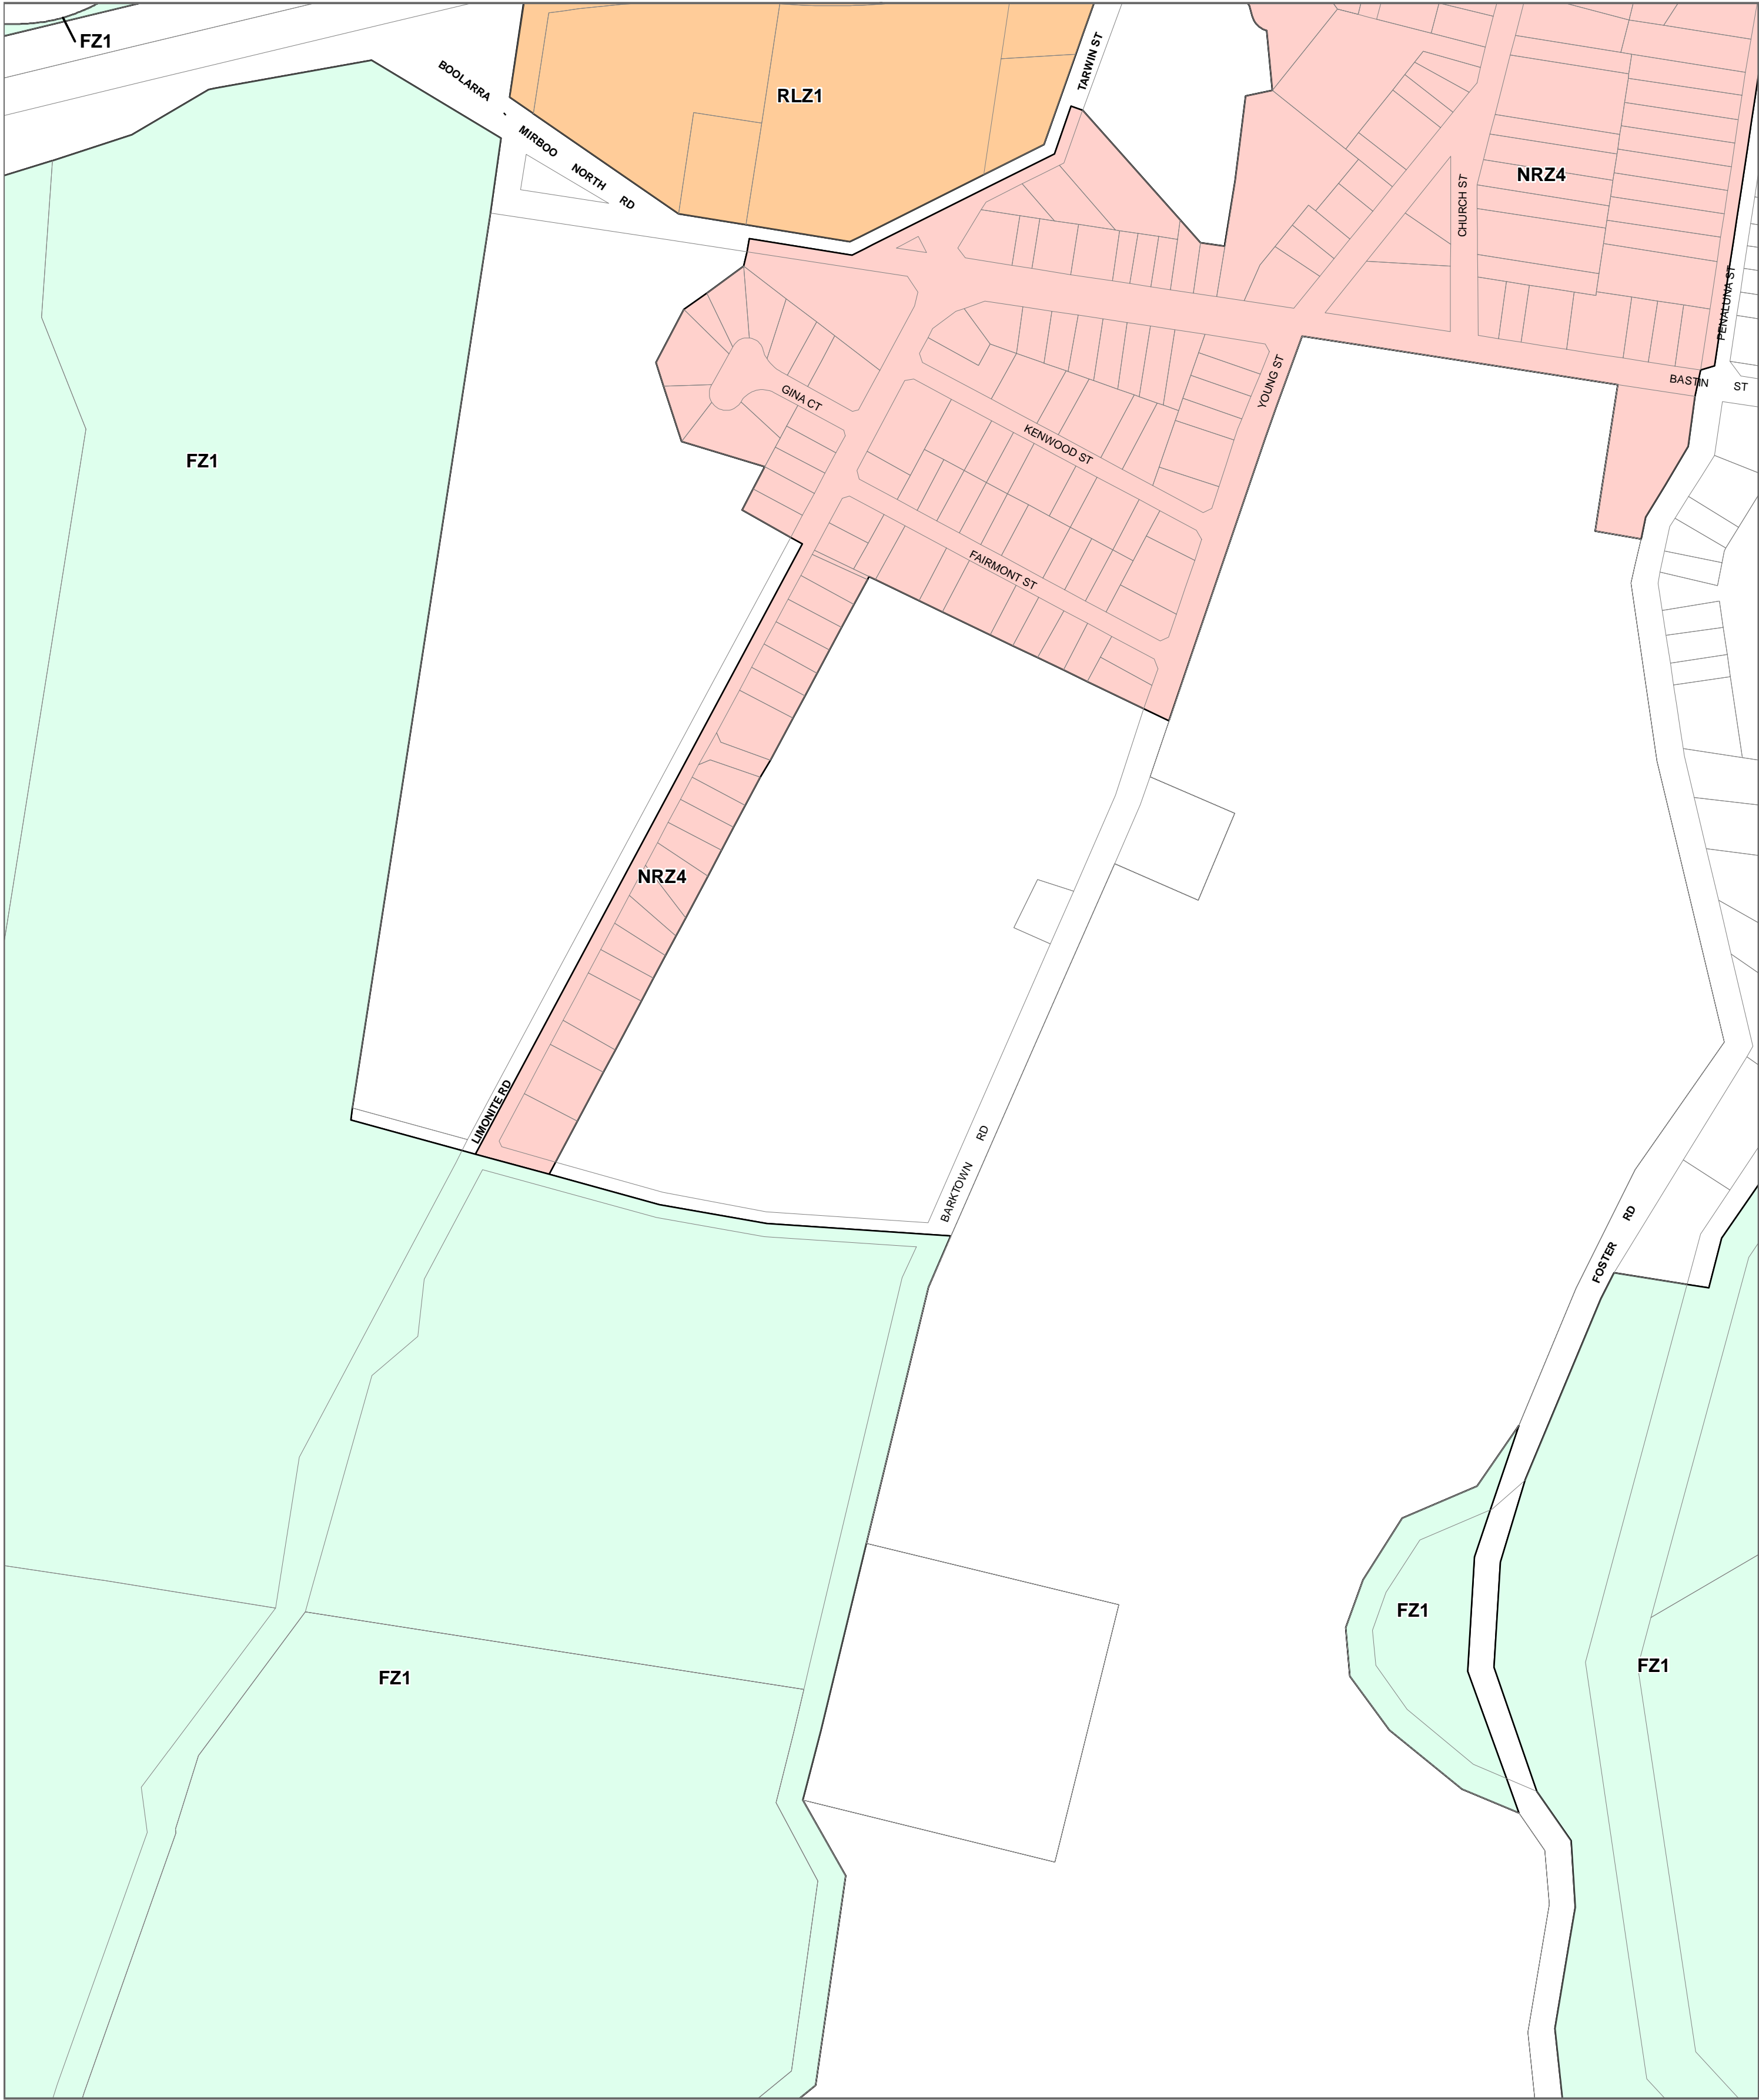 FZ1
BOOLARRA - MIRBOO NORTH RD
RLZ1
TARWIN ST
NRZ4
CHURCH ST
PENALUNA ST
BASTIN ST
YOUNG ST
GINA CT
KENWOOD ST
FZ1
FAIRMONT ST
NRZ4
LIMONITE RD
BARKTOWN RD
FOSTER RD
FZ1
FZ1
FZ1